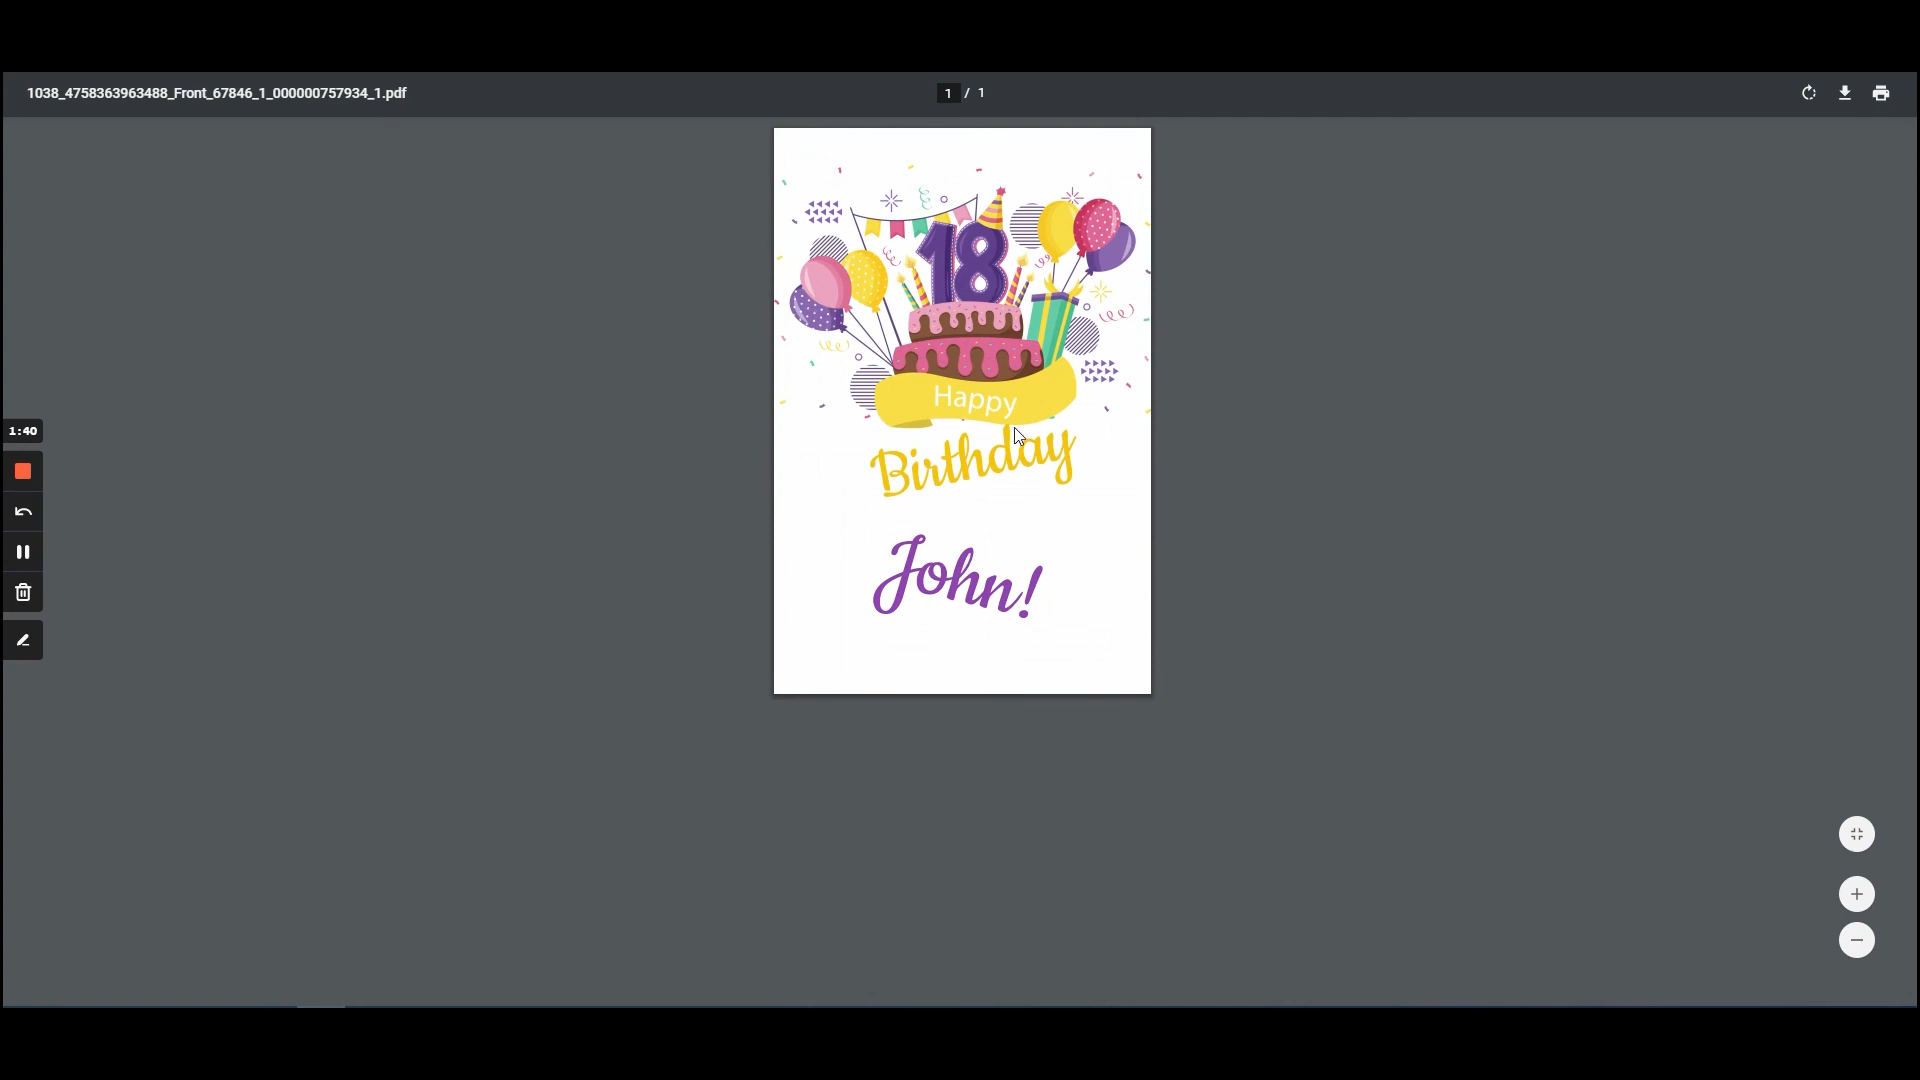 1038_4758363963488_Front_67846_1_000000757934_1.pdf
1 / 1
18
Happy
Birthday
John!
1:40